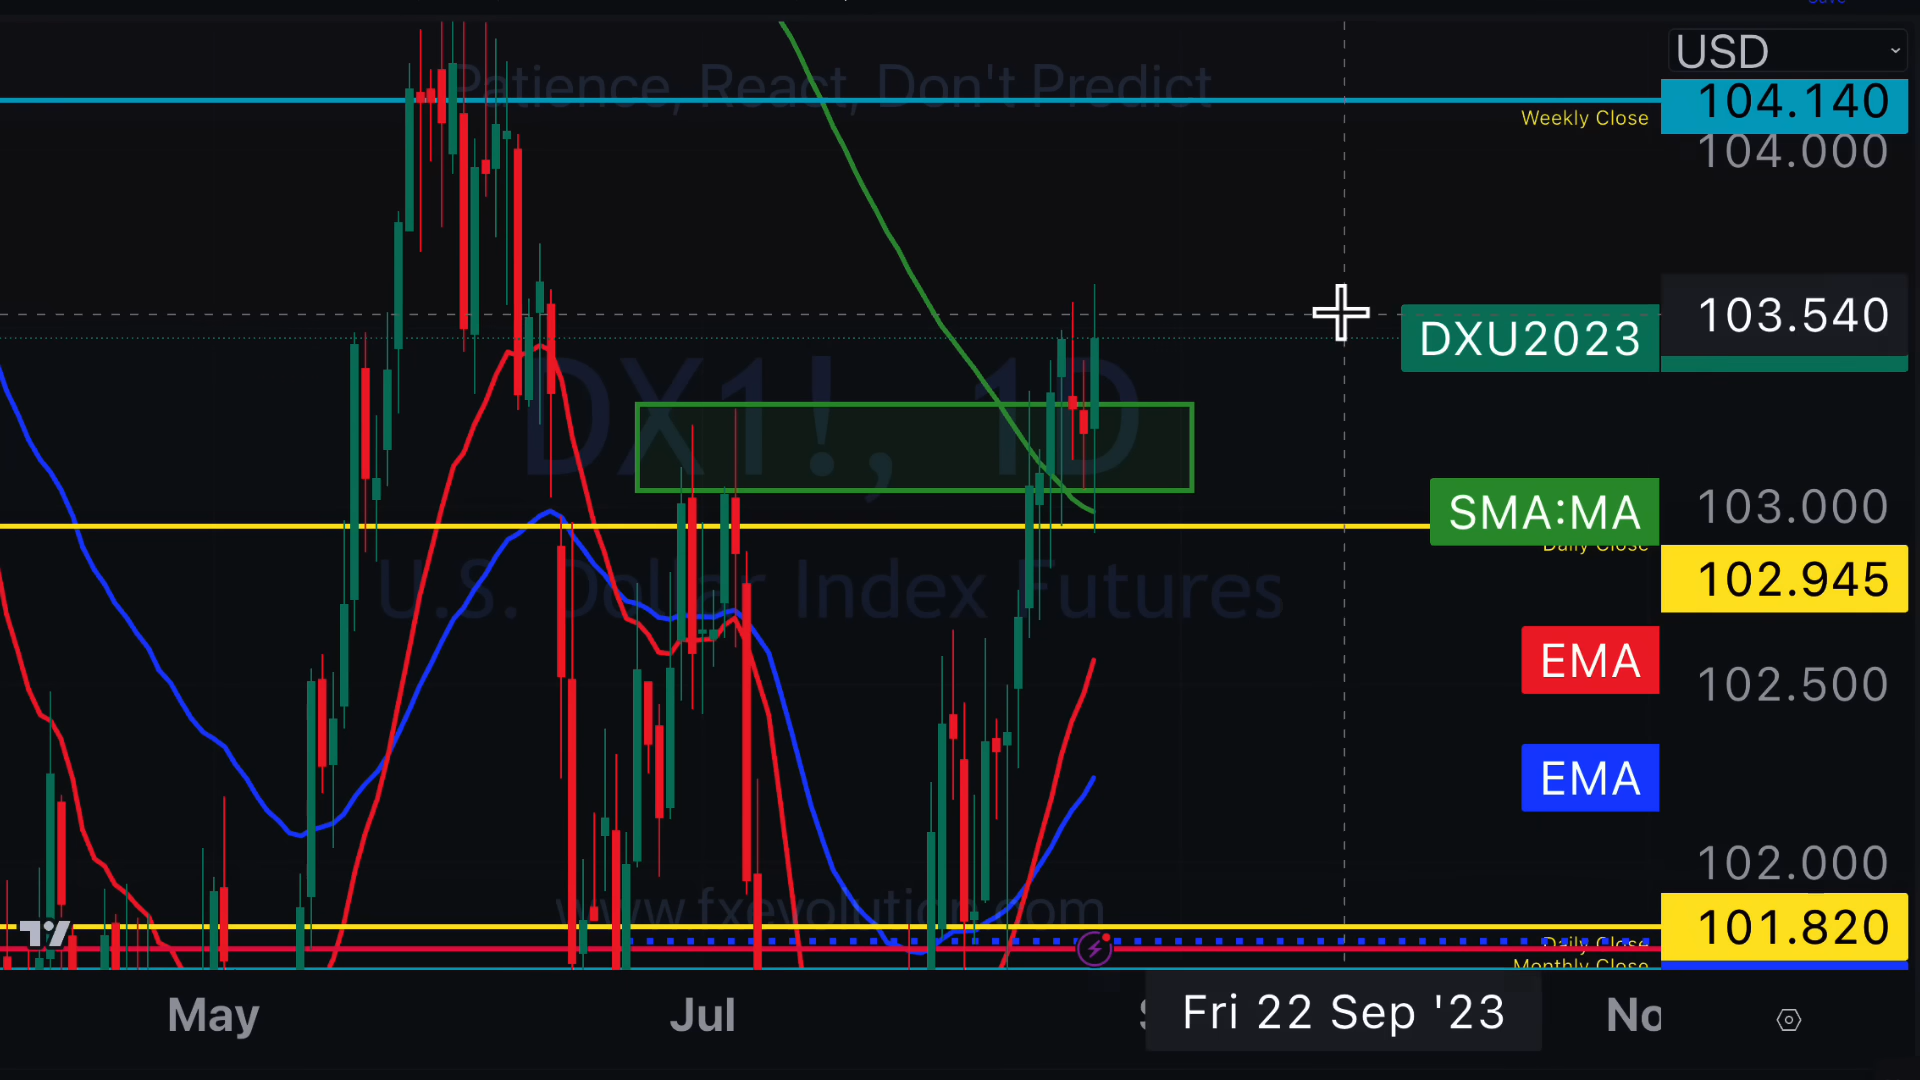 Save
USD
Patience, React, Don't Predict
104.140
Weekly Close
104.000
103.540
DXU2023
DX1!, 1D
SMA:MA
103.000
Daily Close
102.945
U.S. Dollar Index Futures
EMA
102.500
EMA
102.000
www.fxevolution.com
101.820
Daily Close
Monthly Close
May
Jul
Fri 22 Sep '23
No